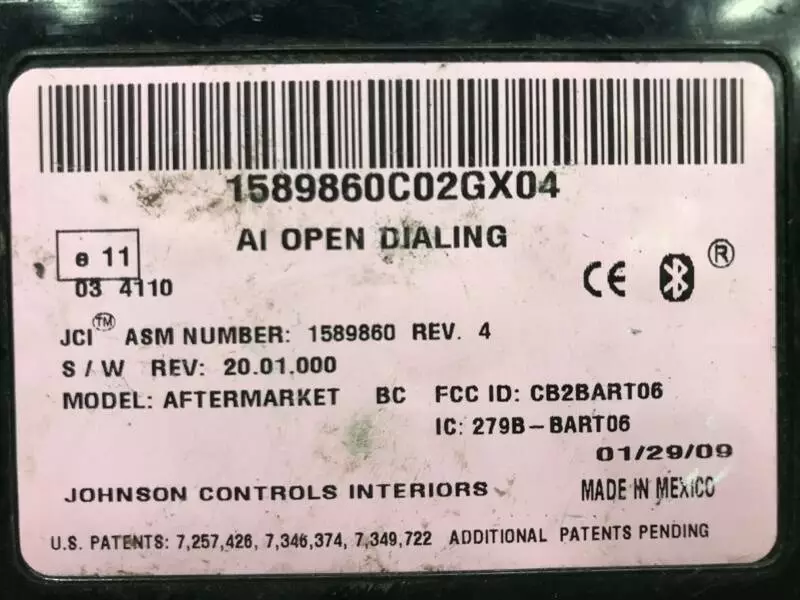 1589860C02GX04
AI OPEN DIALING
e 11
03 4110
CE ®
JCI™ ASM NUMBER: 1589860 REV. 4
S/W REV: 20.01.000
MODEL: AFTERMARKET BC FCC ID: CB2BART06
IC: 279B-BART06
01/29/09
JOHNSON CONTROLS INTERIORS MADE IN MEXICO
U.S. PATENTS: 7,257,426, 7,346,374, 7,349,722 ADDITIONAL PATENTS PENDING